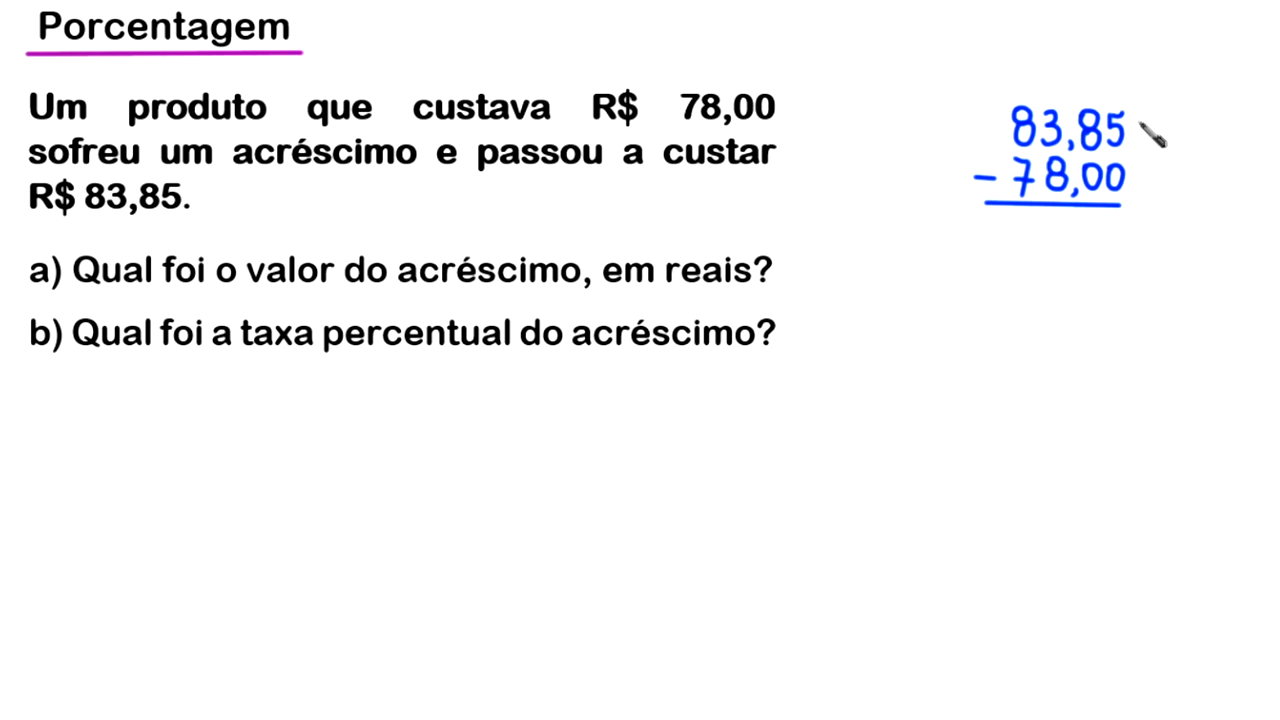 Porcentagem
Um produto que custava R$ 78,00
sofreu um acréscimo e passou a custar
R$ 83,85.
83,85
- 78,00
a) Qual foi o valor do acréscimo, em reais?
b) Qual foi a taxa percentual do acréscimo?